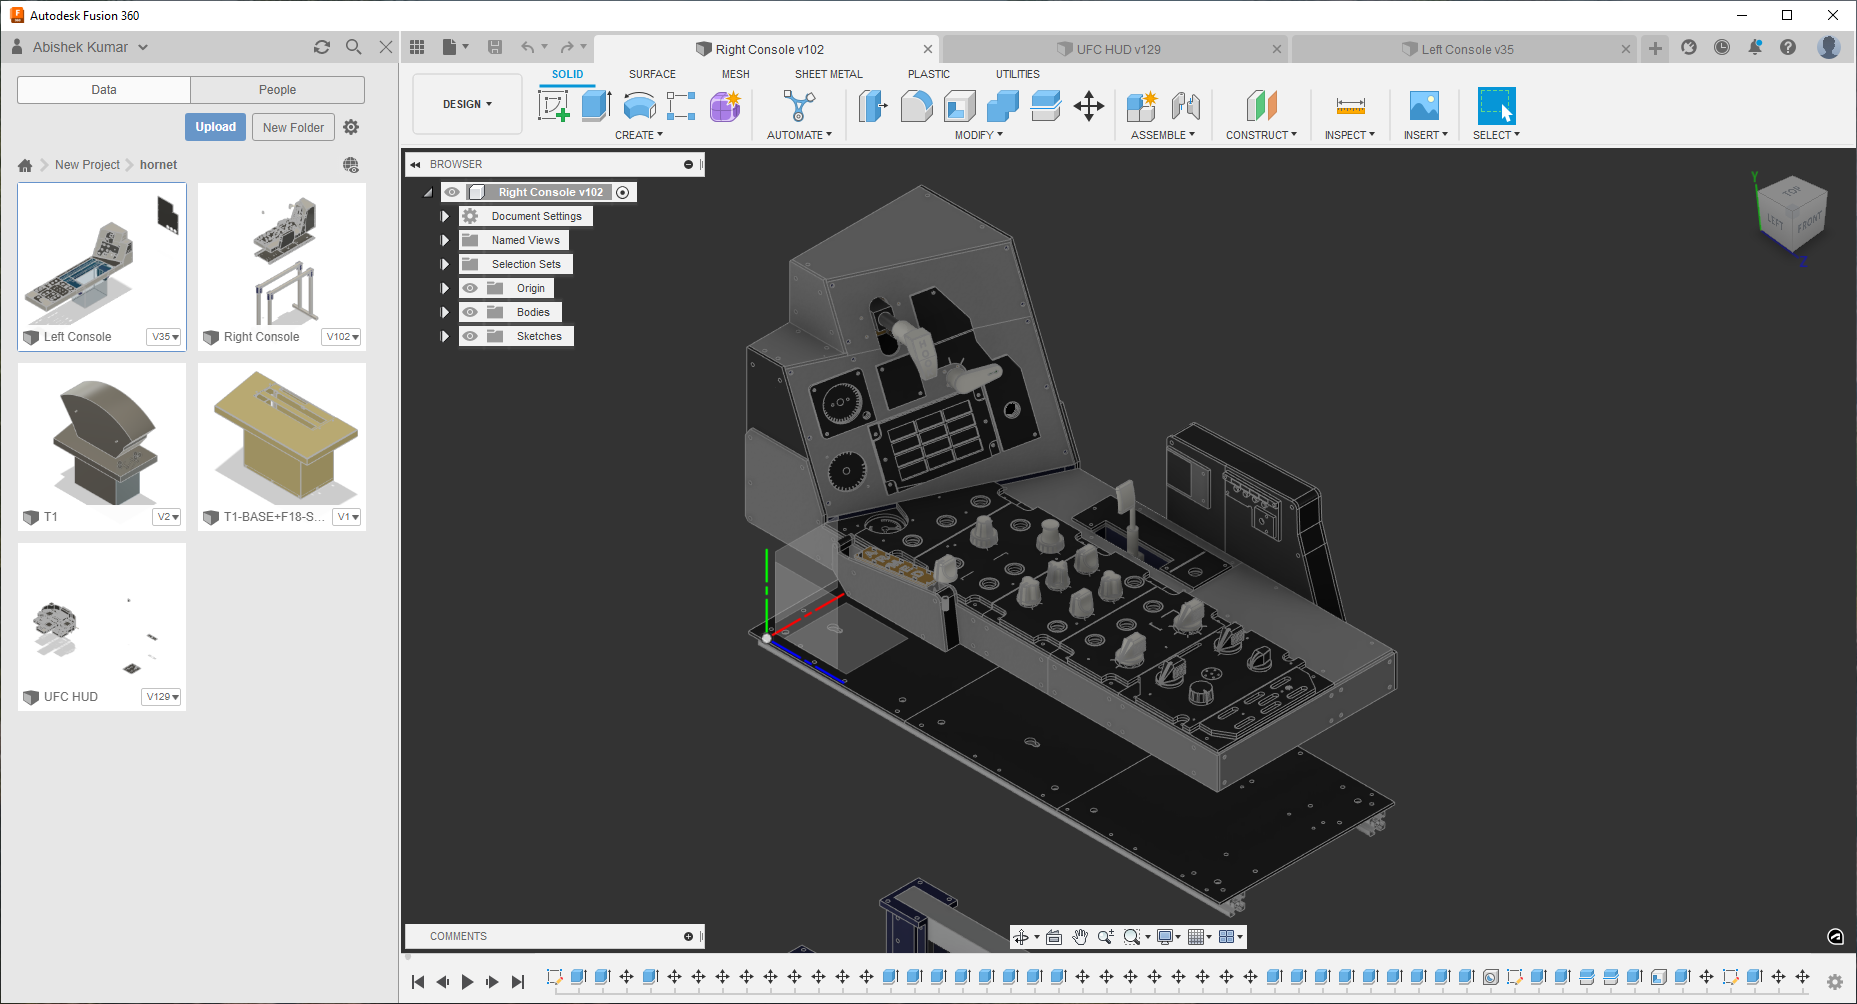 Autodesk Fusion 360
Abishek Kumar
Right Console v102
UFC HUD v129
Left Console v35
Data
People
Upload
New Folder
New Project
hornet
Left Console
V35
Right Console
V102
T1
V2
T1-BASE+F18-S...
V1
UFC HUD
V129
DESIGN
SOLID
SURFACE
MESH
SHEET METAL
PLASTIC
UTILITIES
CREATE
AUTOMATE
MODIFY
ASSEMBLE
CONSTRUCT
INSPECT
INSERT
SELECT
BROWSER
Right Console v102
Document Settings
Named Views
Selection Sets
Origin
Bodies
Sketches
Y
TOP
LEFT
FRONT
Z
COMMENTS